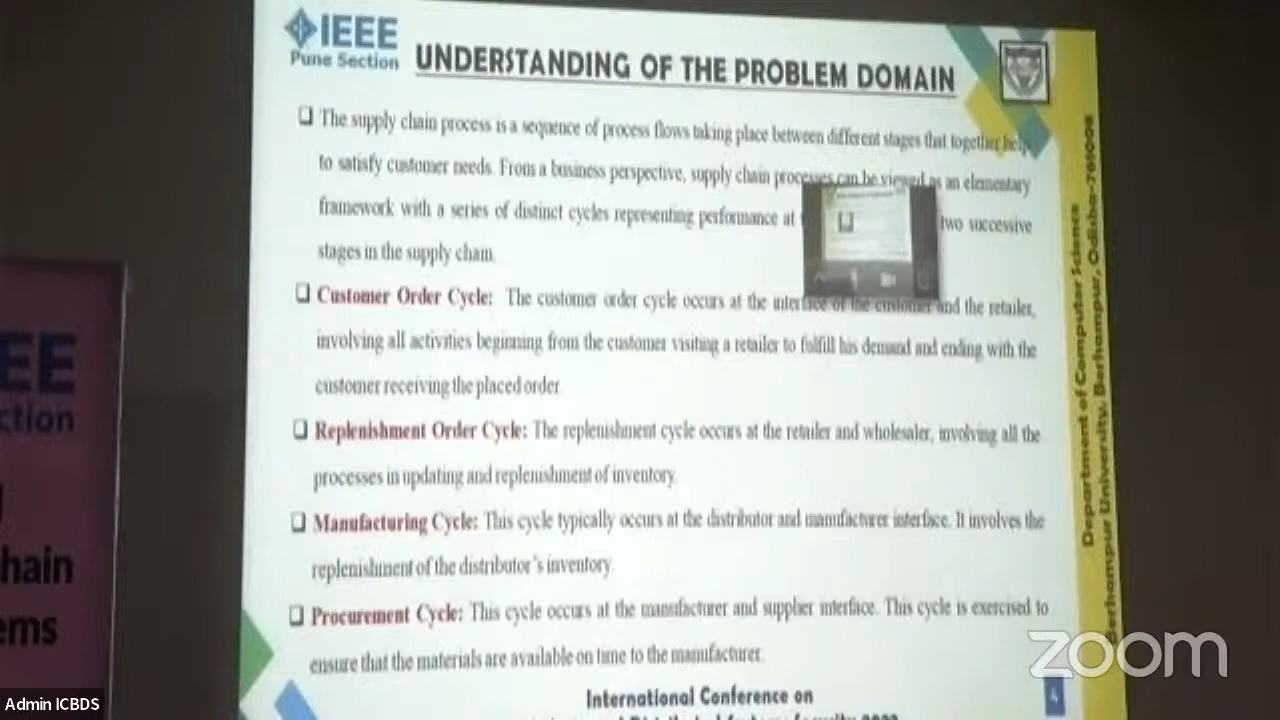 IEEE
Pune Section
UNDERSTANDING OF THE PROBLEM DOMAIN
❑ The supply chain process is a sequence of process flows taking place between different stages that together help
to satisfy customer needs. From a business perspective, supply chain processes can be viewed as an elementary
framework with a series of distinct cycles representing performance at two successive
stages in the supply chain.
❑ Customer Order Cycle: The customer order cycle occurs at the interface of the customer and the retailer,
involving all activities beginning from the customer visiting a retailer to fulfill his demand and ending with the
customer receiving the placed order.
❑ Replenishment Order Cycle: The replenishment cycle occurs at the retailer and wholesaler, involving all the
processes in updating and replenishment of inventory.
❑ Manufacturing Cycle: This cycle typically occurs at the distributor and manufacturer interface. It involves the
replenishment of the distributor's inventory.
❑ Procurement Cycle: This cycle occurs at the manufacturer and supplier interface. This cycle is exercised to
ensure that the materials are available on time to the manufacturer.
International Conference on
4
Department of Computer Science
Berhampur University, Berhampur, Odisha-761008
EE
ction
hain
ems
zoom
Admin ICBDS